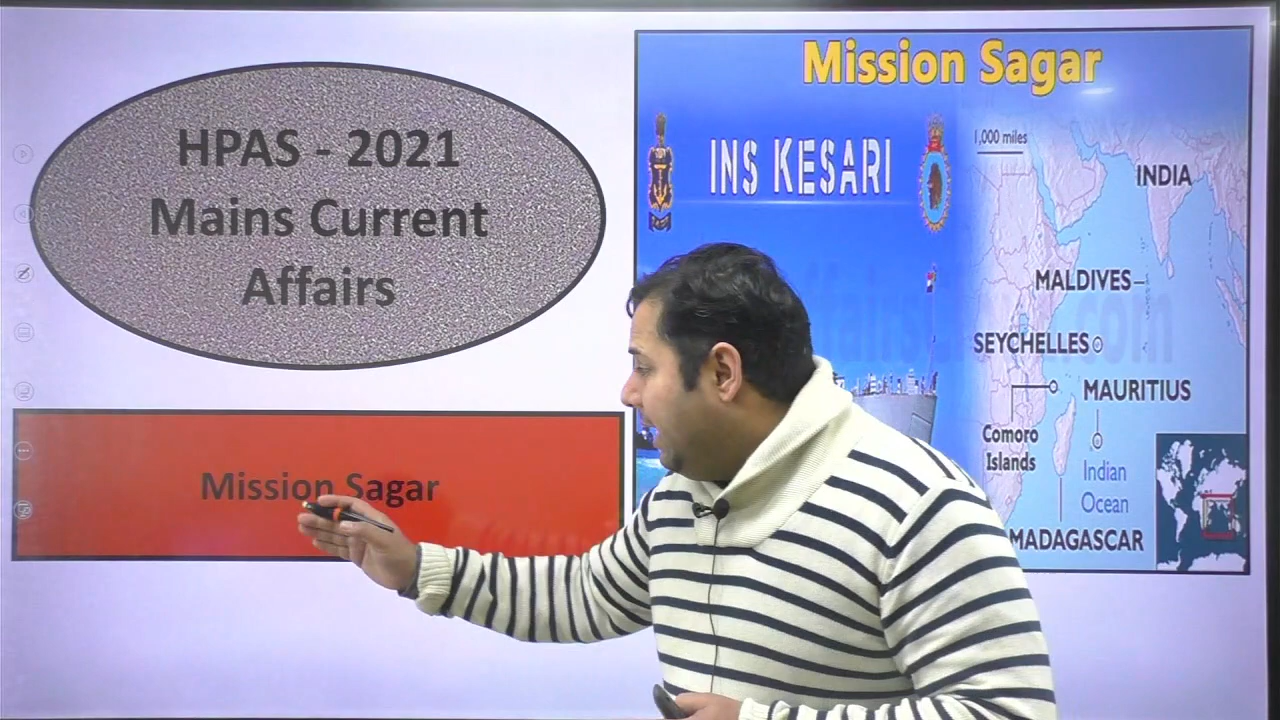 HPAS - 2021
Mains Current
Affairs
Mission Sagar
Mission Sagar
INS KESARI
1,000 miles
INDIA
MALDIVES
SEYCHELLES
MAURITIUS
Comoro
Islands
Indian
Ocean
MADAGASCAR